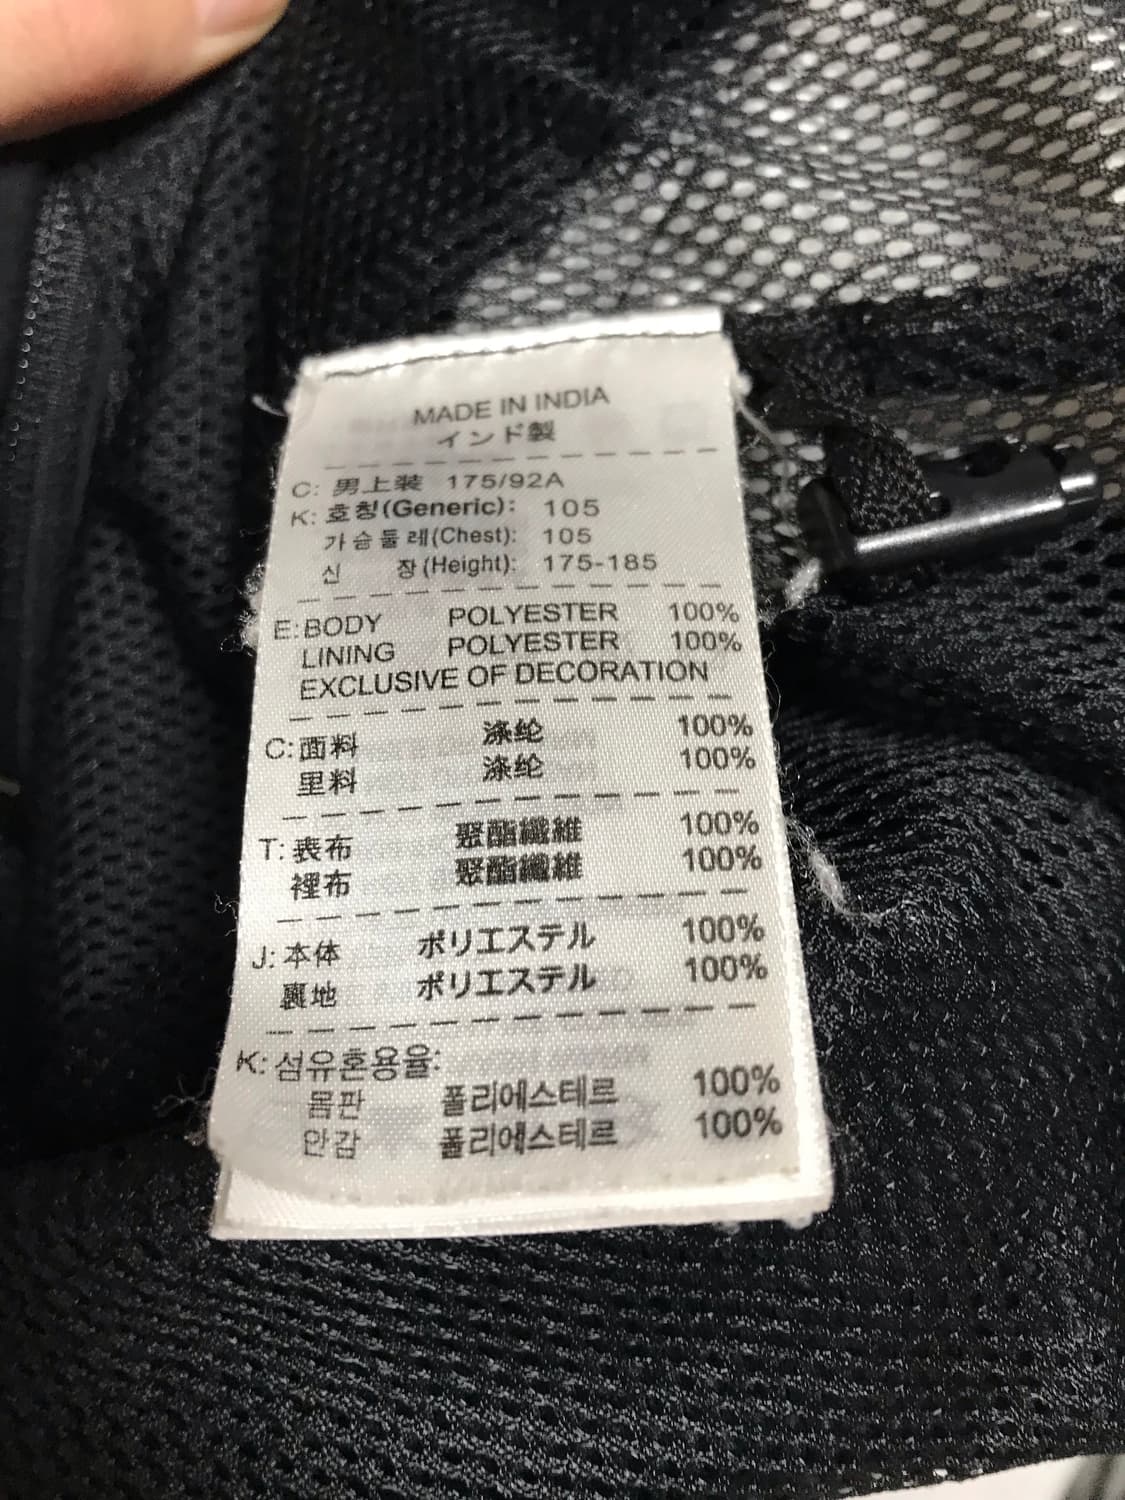 MADE IN INDIA
インド製
C: 男上装 175/92A
K: 호칭(Generic): 105
가슴둘레(Chest): 105
신 장(Height): 175-185
E: BODY POLYESTER 100%
LINING POLYESTER 100%
EXCLUSIVE OF DECORATION
C: 面料 涤纶 100%
里料 涤纶 100%
T: 表布 聚酯纖維 100%
裡布 聚酯纖維 100%
J: 本体 ポリエステル 100%
裏地 ポリエステル 100%
K: 섬유혼용율:
몸판 폴리에스테르 100%
안감 폴리에스테르 100%